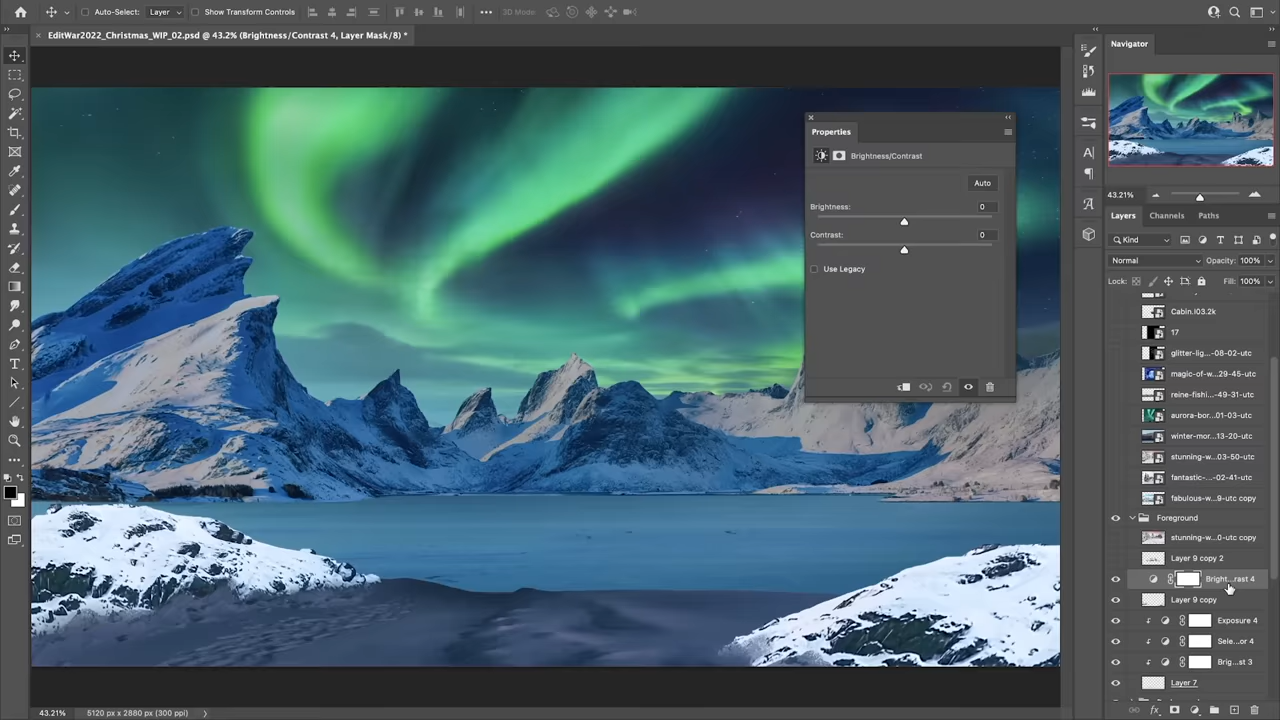 Auto-Select:
Layer
Show Transform Controls
3D Mode:
EditWar2022_Christmas_WIP_02.psd @ 43.2% (Brightness/Contrast 4, Layer Mask/8) *
Navigator
43.21%
Properties
Brightness/Contrast
Auto
Brightness:
0
Contrast:
0
Use Legacy
Layers
Channels
Paths
Kind
Normal
Opacity:
100%
Lock:
Fill:
100%
Cabin.I03.2k
17
glitter-lig...-08-02-utc
magic-of-w...29-45-utc
reine-fishi...-49-31-utc
aurora-bor...01-03-utc
winter-mor...13-20-utc
stunning-w...03-50-utc
fantastic-...-02-41-utc
fabulous-w...9-utc copy
Foreground
stunning-w...0-utc copy
Layer 9 copy 2
Bright...rast 4
Layer 9 copy
Exposure 4
Sele...or 4
Brig...st 3
Layer 7
43.21%
5120 px x 2880 px (300 ppi)